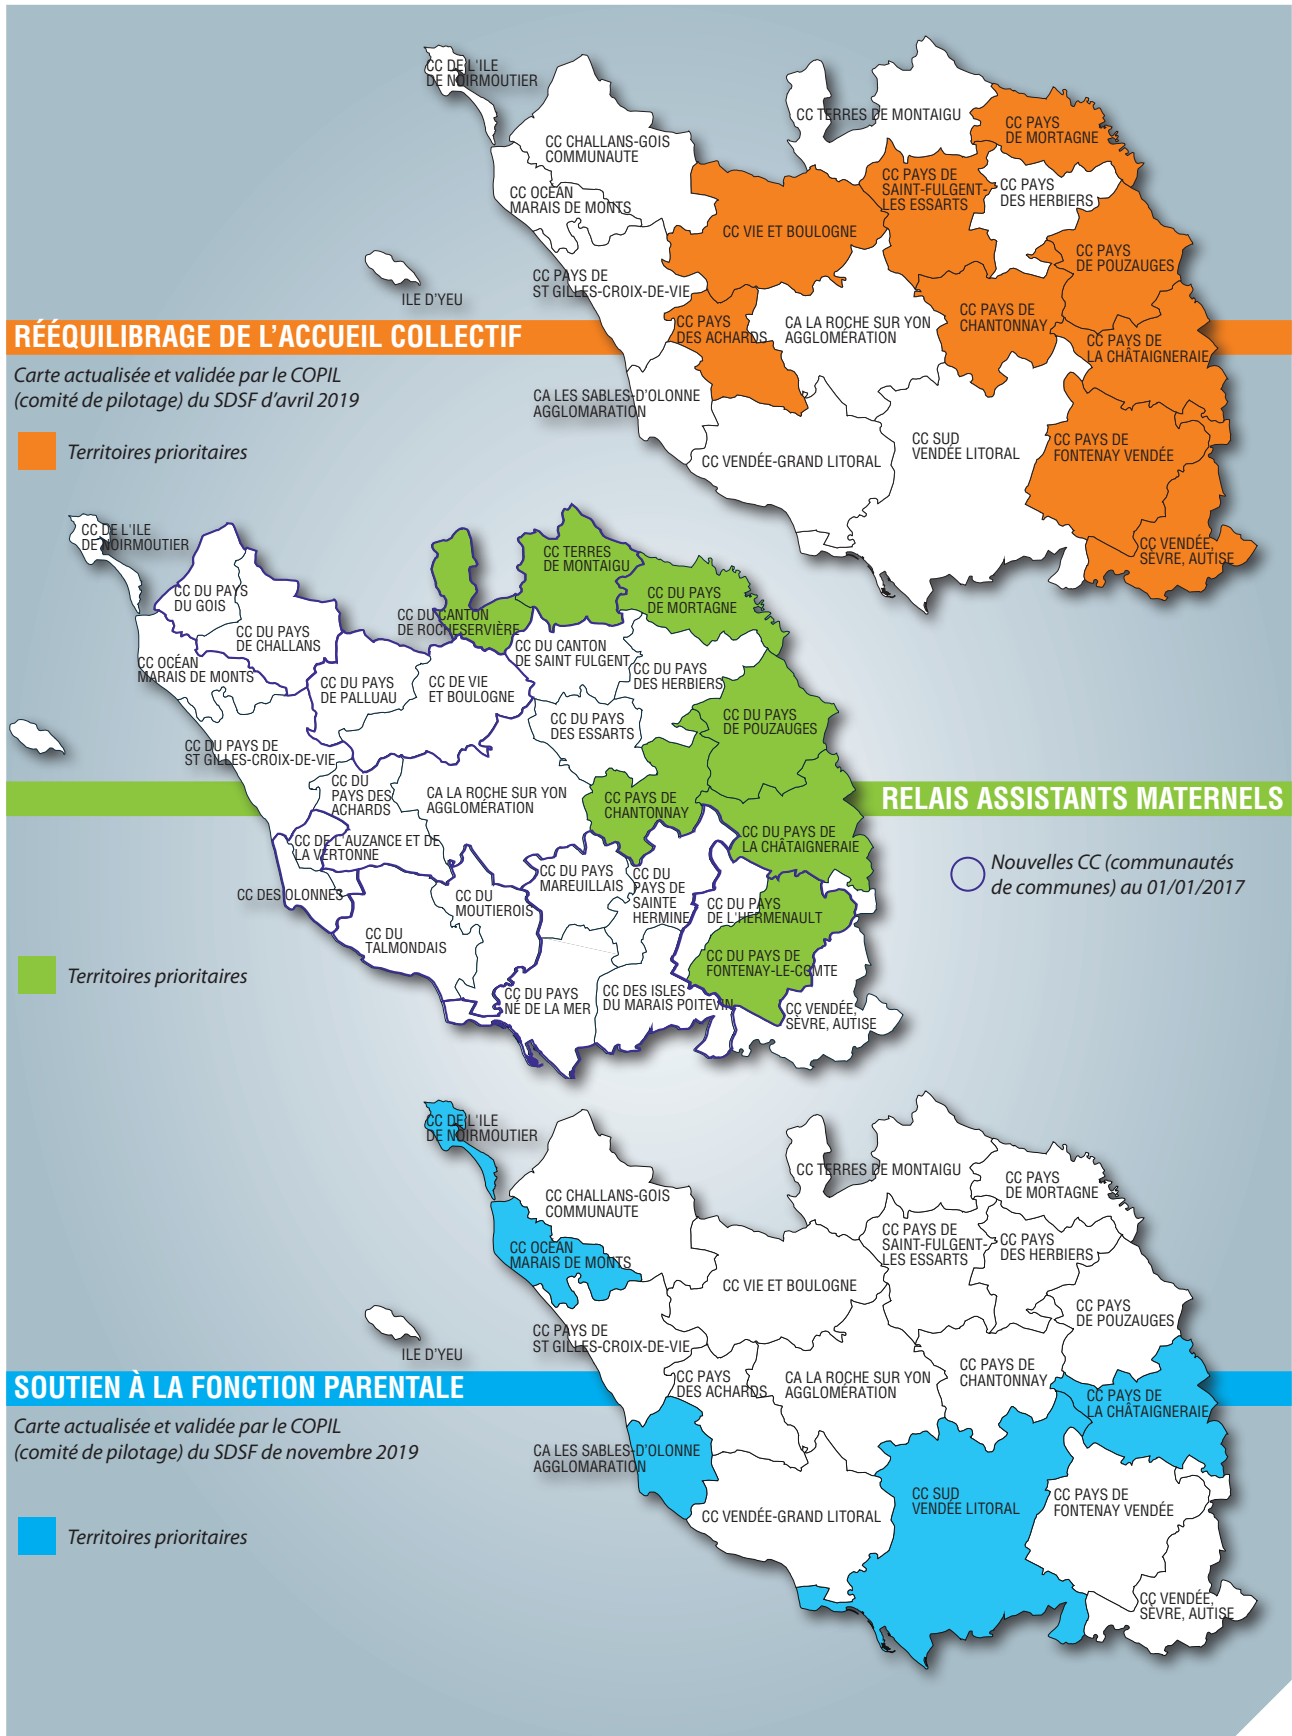 CC DE L'ILE
DE NOIRMOUTIER
CC CHALLANS-GOIS
COMMUNAUTE
CC OCEAN
MARAIS DE MONTS
CC TERRES DE MONTAIGU
CC PAYS
DE MORTAGNE
CC PAYS DE
SAINT-FULGENT-
LES ESSARTS
CC PAYS
DES HERBIERS
CC VIE ET BOULOGNE
CC PAYS
DE POUZAUGES
CC PAYS DE
ST GILLES-CROIX-DE-VIE
ILE D'YEU
CC PAYS
DES ACHARDS
CA LA ROCHE SUR YON
AGGLOMÉRATION
CC PAYS DE
CHANTONNAY
CC PAYS DE
LA CHÂTAIGNERAIE
RÉÉQUILIBRAGE DE L'ACCUEIL COLLECTIF
Carte actualisée et validée par le COPIL
(comité de pilotage) du SDSF d'avril 2019
Territoires prioritaires
CA LES SABLES-D'OLONNE
AGGLOMARATION
CC VENDÉE-GRAND LITORAL
CC SUD
VENDÉE LITORAL
CC PAYS DE
FONTENAY VENDÉE
CC VENDÉE,
SÈVRE, AUTISE
CC DE L'ILE
DE NOIRMOUTIER
CC DU PAYS
DU GOIS
CC DU PAYS
DE CHALLANS
CC OCÉAN
MARAIS DE MONTS
CC DU CANTON
DE ROCHESERVIÈRE
CC TERRES
DE MONTAIGU
CC DU PAYS
DE MORTAGNE
CC DU CANTON
DE SAINT FULGENT
CC DU PAYS
DES HERBIERS
CC DU PAYS
DE PALLUAU
CC DE VIE
ET BOULOGNE
CC DU PAYS
DES ESSARTS
CC DU PAYS
DE POUZAUGES
CC DU PAYS DE
ST GILLES-CROIX-DE-VIE
CC DU
PAYS DES
ACHARDS
CA LA ROCHE SUR YON
AGGLOMÉRATION
CC PAYS DE
CHANTONNAY
CC DU PAYS DE
LA CHÂTAIGNERAIE
RELAIS ASSISTANTS MATERNELS
Nouvelles CC (communautés
de communes) au 01/01/2017
CC DE L'AUZANCE ET DE
LA VERTONNE
CC DES OLONNES
CC DU
TALMONDAIS
CC DU
MOUTIEROIS
CC DU PAYS
MAREUILLAIS
CC DU
PAYS DE
SAINTE
HERMINE
CC DU PAYS
DE L'HERMENAULT
CC DU PAYS DE
FONTENAY-LE-COMTE
CC DU PAYS
NÉ DE LA MER
CC DES ISLES
DU MARAIS POITEVIN
CC VENDÉE,
SÈVRE, AUTISE
Territoires prioritaires
CC DE L'ILE
DE NOIRMOUTIER
CC CHALLANS-GOIS
COMMUNAUTE
CC OCEAN
MARAIS DE MONTS
CC TERRES DE MONTAIGU
CC PAYS
DE MORTAGNE
CC PAYS DE
SAINT-FULGENT-
LES ESSARTS
CC PAYS
DES HERBIERS
CC VIE ET BOULOGNE
CC PAYS
DE POUZAUGES
CC PAYS DE
ST GILLES-CROIX-DE-VIE
ILE D'YEU
CC PAYS
DES ACHARDS
CA LA ROCHE SUR YON
AGGLOMÉRATION
CC PAYS DE
CHANTONNAY
CC PAYS DE
LA CHÂTAIGNERAIE
SOUTIEN À LA FONCTION PARENTALE
Carte actualisée et validée par le COPIL
(comité de pilotage) du SDSF de novembre 2019
Territoires prioritaires
CA LES SABLES-D'OLONNE
AGGLOMARATION
CC VENDÉE-GRAND LITORAL
CC SUD
VENDÉE LITORAL
CC PAYS DE
FONTENAY VENDÉE
CC VENDÉE,
SÈVRE, AUTISE